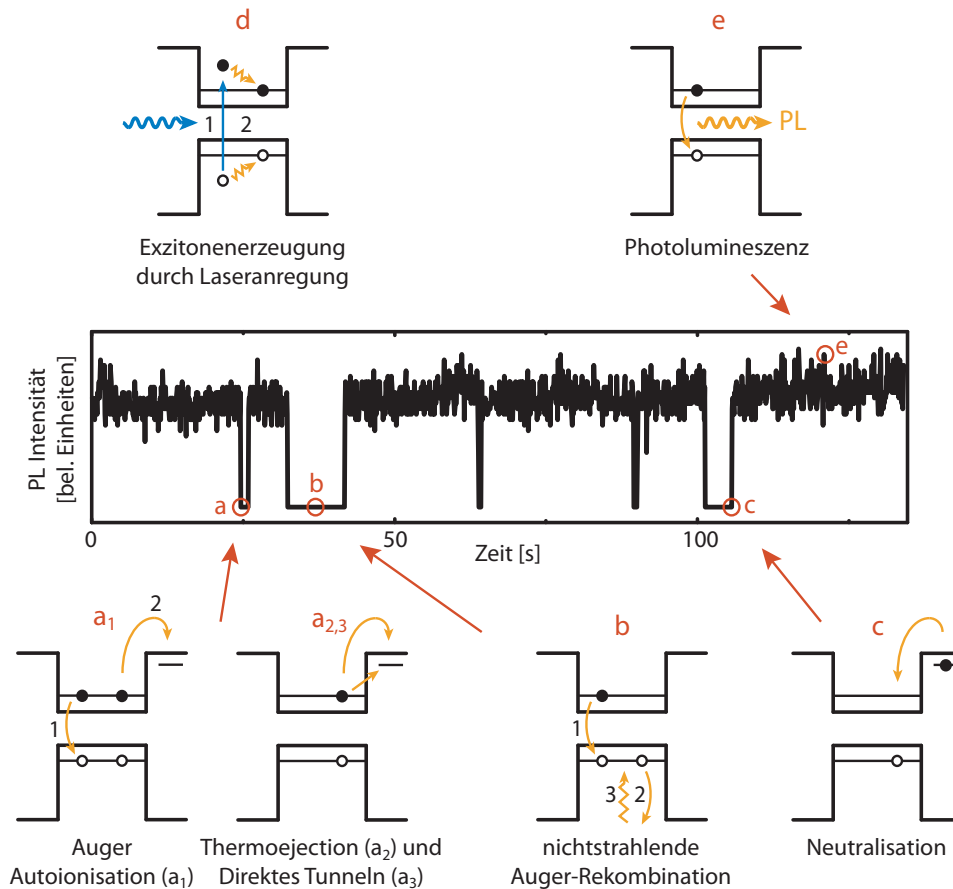 d
e
1 2
PL
Exzitonenerzeugung
durch Laseranregung
Photolumineszenz
PL Intensität
[bel. Einheiten]
e
a
b
c
0
50
100
Zeit [s]
a1
2
1
a2,3
b
1
3 2
c
Auger
Autoionisation (a1)
Thermoejection (a2) und
Direktes Tunneln (a3)
nichtstrahlende
Auger-Rekombination
Neutralisation